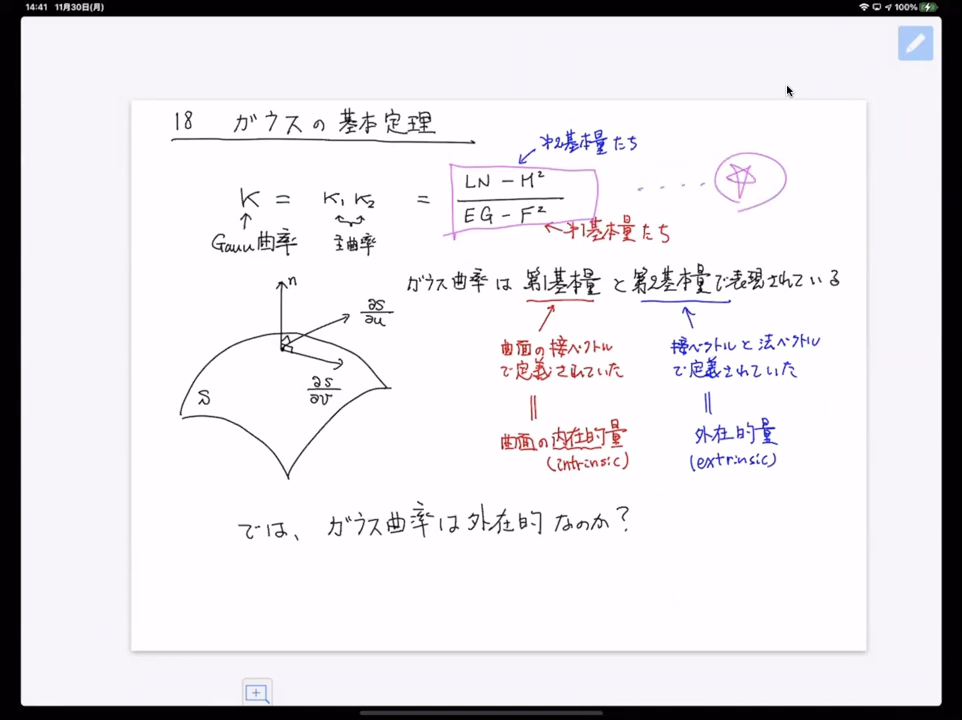 14:41 11月30日(月)
100%
18 ガウスの基本定理
第2基本量たち
K = K₁ K₂ = LN - M² / EG - F² ・・・・ ☆
第1基本量たち
Gauss曲率 主曲率
ガウス曲率は 第1基本量 と 第2基本量で表現されている
n
∂S/∂u
∂S/∂v
S
曲面の接ベクトル
で定義されていた
||
曲面の内在的量
(intrinsic)
接ベクトルと法ベクトル
で定義されていた
||
外在的量
(extrinsic)
では、ガウス曲率は外在的なのか?